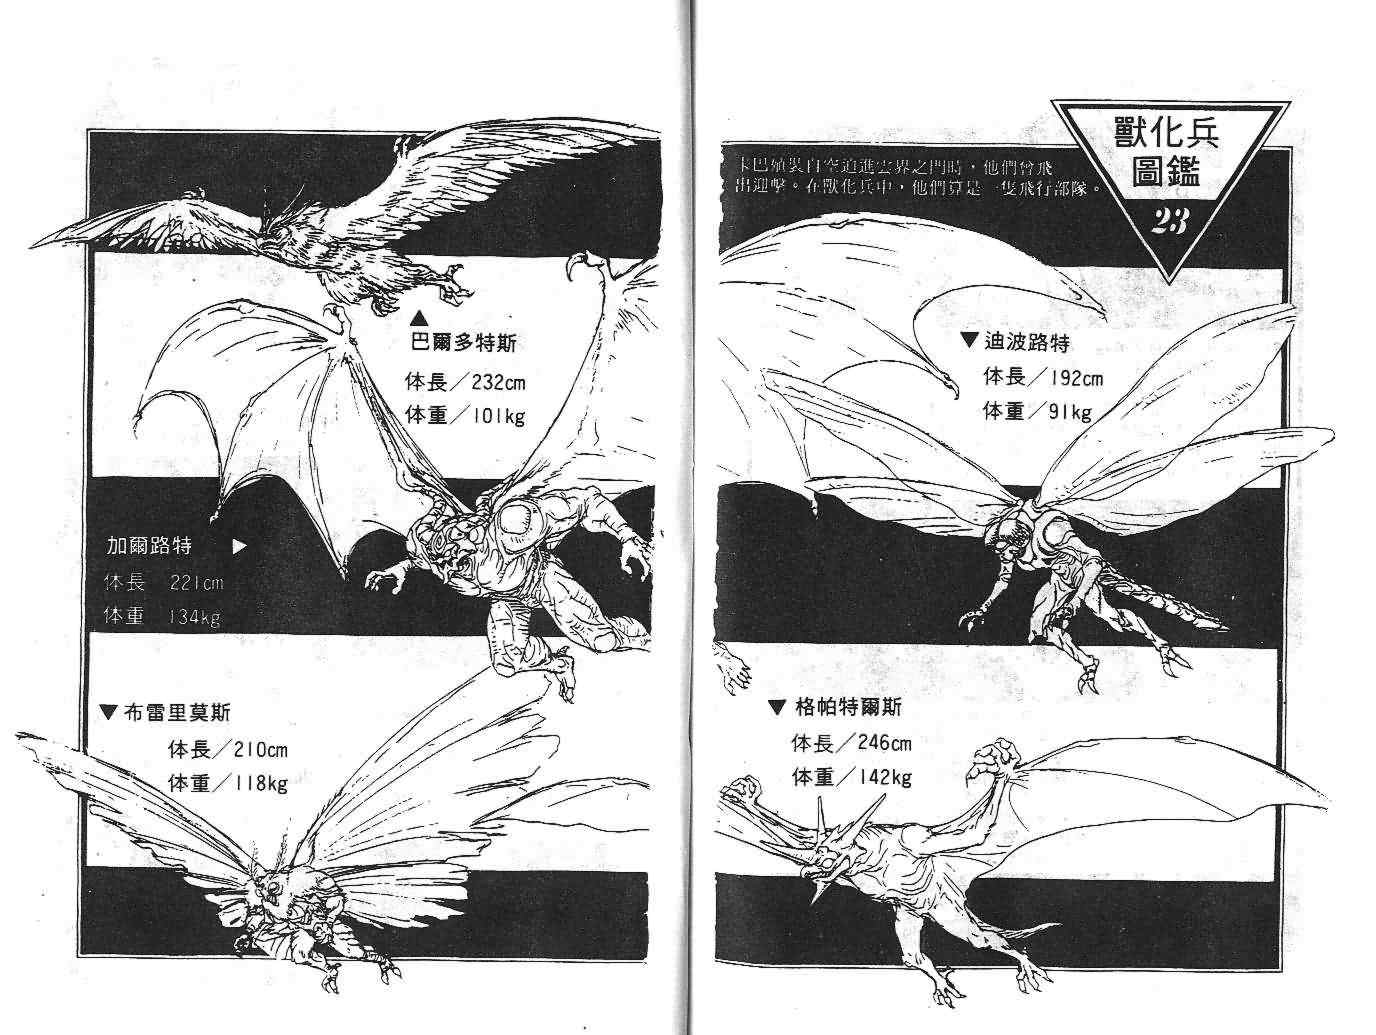 獸化兵
圖鑑
23
卡巴殖裝自空迫進雲界之門時，他們曾飛
出迎擊。在獸化兵中，他們算是一隻飛行部隊。
▼迪波路特
体長／192cm
体重／91kg
▼格帕特爾斯
体長／246cm
体重／142kg
▲
巴爾多特斯
体長／232cm
体重／101kg
加爾路特 ▶
体長 221cm
体重 134kg
▼布雷里莫斯
体長／210cm
体重／118kg